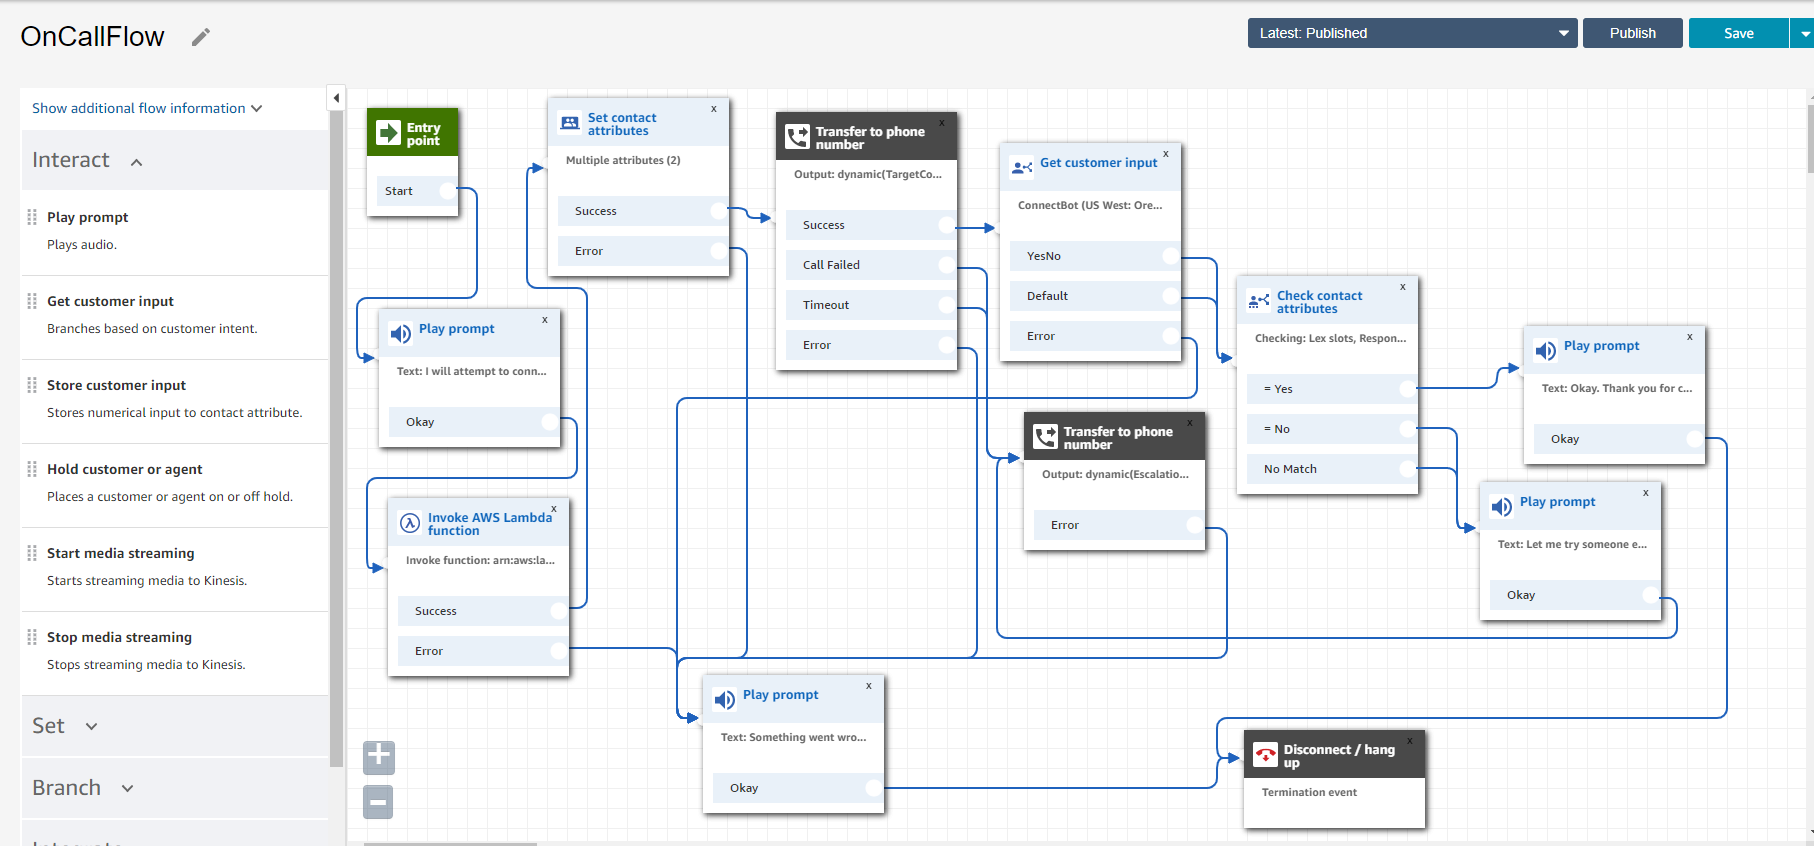 OnCallFlow
Latest: Published
Publish
Save
Show additional flow information
Interact
Play prompt
Plays audio.
Get customer input
Branches based on customer intent.
Store customer input
Stores numerical input to contact attribute.
Hold customer or agent
Places a customer or agent on or off hold.
Start media streaming
Starts streaming media to Kinesis.
Stop media streaming
Stops streaming media to Kinesis.
Set
Branch
Entry
point
Start
x
Set contact
attributes
Multiple attributes (2)
Success
Error
x
Transfer to phone
number
Output: dynamic(TargetCo...
Success
Call Failed
Timeout
Error
x
Get customer input
ConnectBot (US West: Ore...
YesNo
Default
Error
x
Check contact
attributes
Checking: Lex slots, Respon...
= Yes
= No
No Match
x
Play prompt
Text: Okay. Thank you for c...
Okay
x
Play prompt
Text: I will attempt to conn...
Okay
x
Transfer to phone
number
Output: dynamic(Escalatio...
Error
x
Play prompt
Text: Let me try someone e...
Okay
x
Invoke AWS Lambda
function
Invoke function: arn:aws:la...
Success
Error
x
Play prompt
Text: Something went wro...
Okay
x
Disconnect / hang
up
Termination event